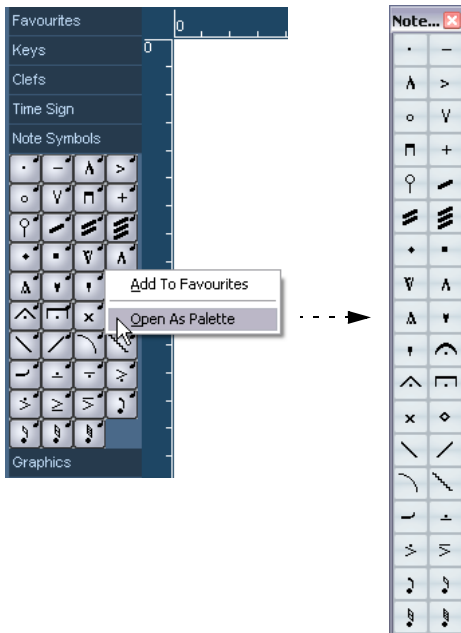 Favourites
Keys
Clefs
Time Sign
Note Symbols
Graphics
0
0
Add To Favourites
Open As Palette
Note...